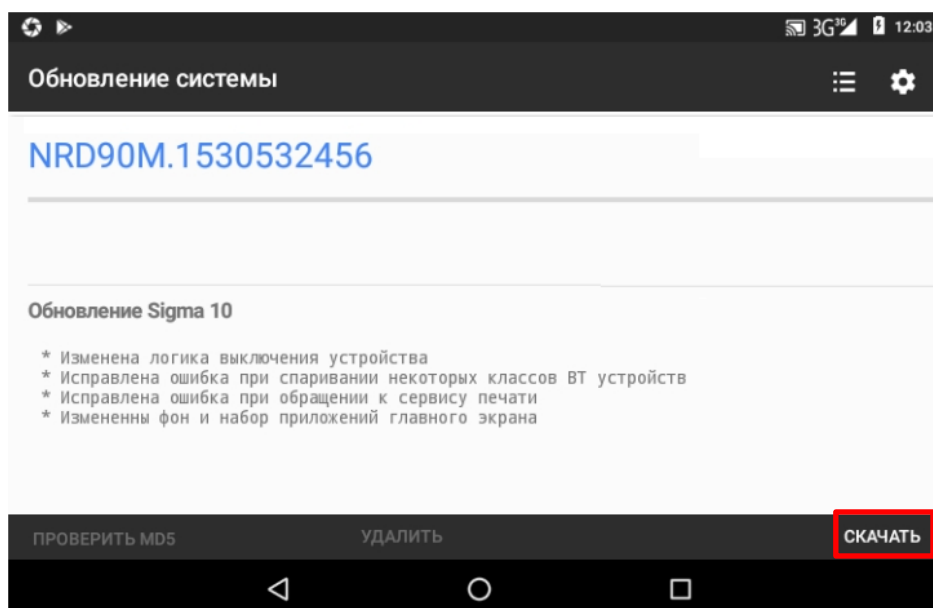 3G 3G 12:03
Обновление системы
NRD90M.1530532456
Обновление Sigma 10
* Изменена логика выключения устройства
* Исправлена ошибка при спаривании некоторых классов BT устройств
* Исправлена ошибка при обращении к сервису печати
* Измененны фон и набор приложений главного экрана
ПРОВЕРИТЬ MD5 УДАЛИТЬ СКАЧАТЬ